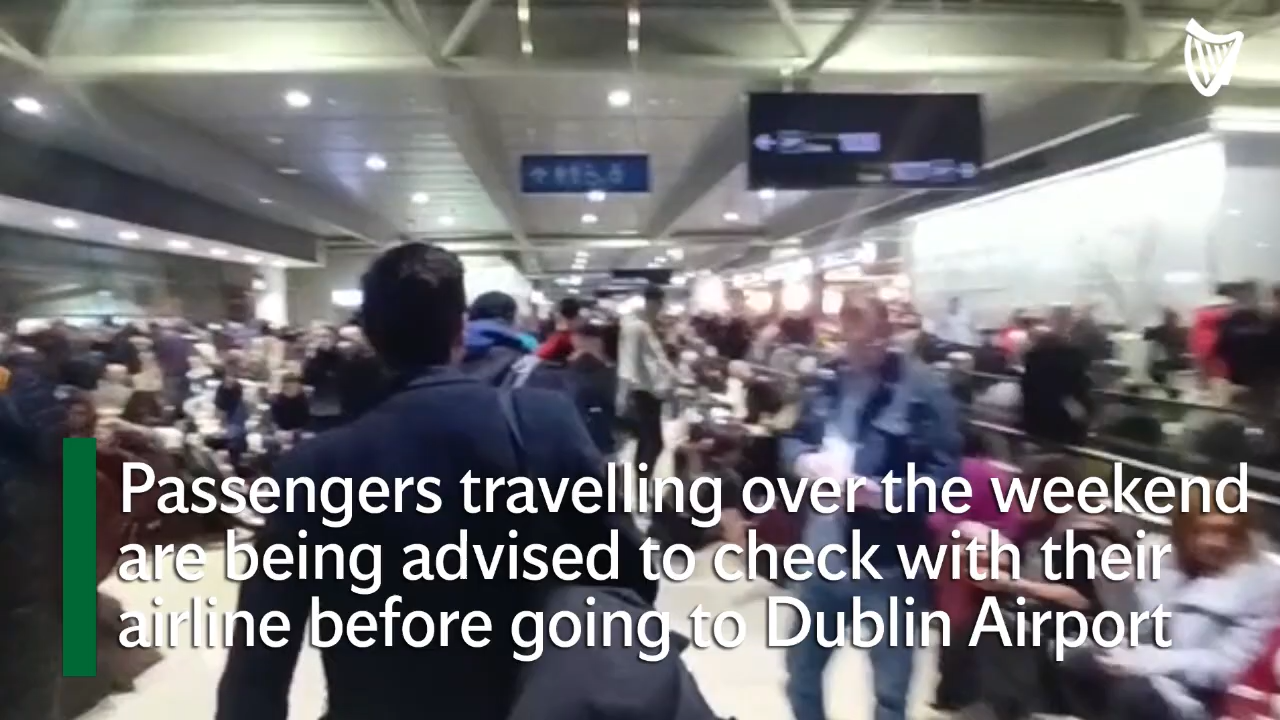 Passengers travelling over the weekend
are being advised to check with their
airline before going to Dublin Airport